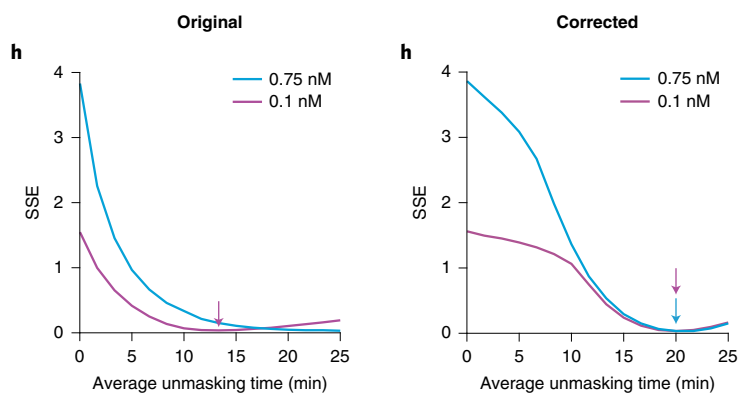 Original
h
4
3
2
1
0
SSE
0.75 nM
0.1 nM
0 5 10 15 20 25
Average unmasking time (min)
Corrected
h
4
3
2
1
0
SSE
0.75 nM
0.1 nM
0 5 10 15 20 25
Average unmasking time (min)